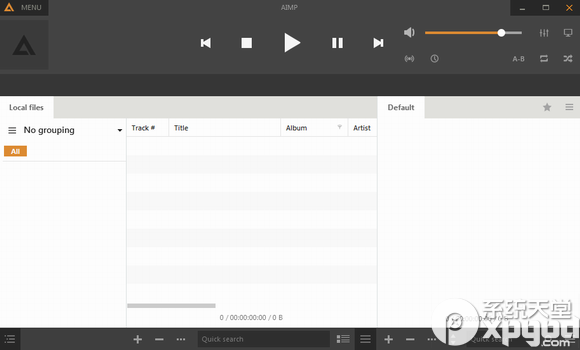 MENU
AIMP
A-B
Local files
Default
No grouping
Track #
Title
Album
Artist
All
0 / 00:00:00:00 / 0 B
系统天堂
xpgod
Quick search
Quick search